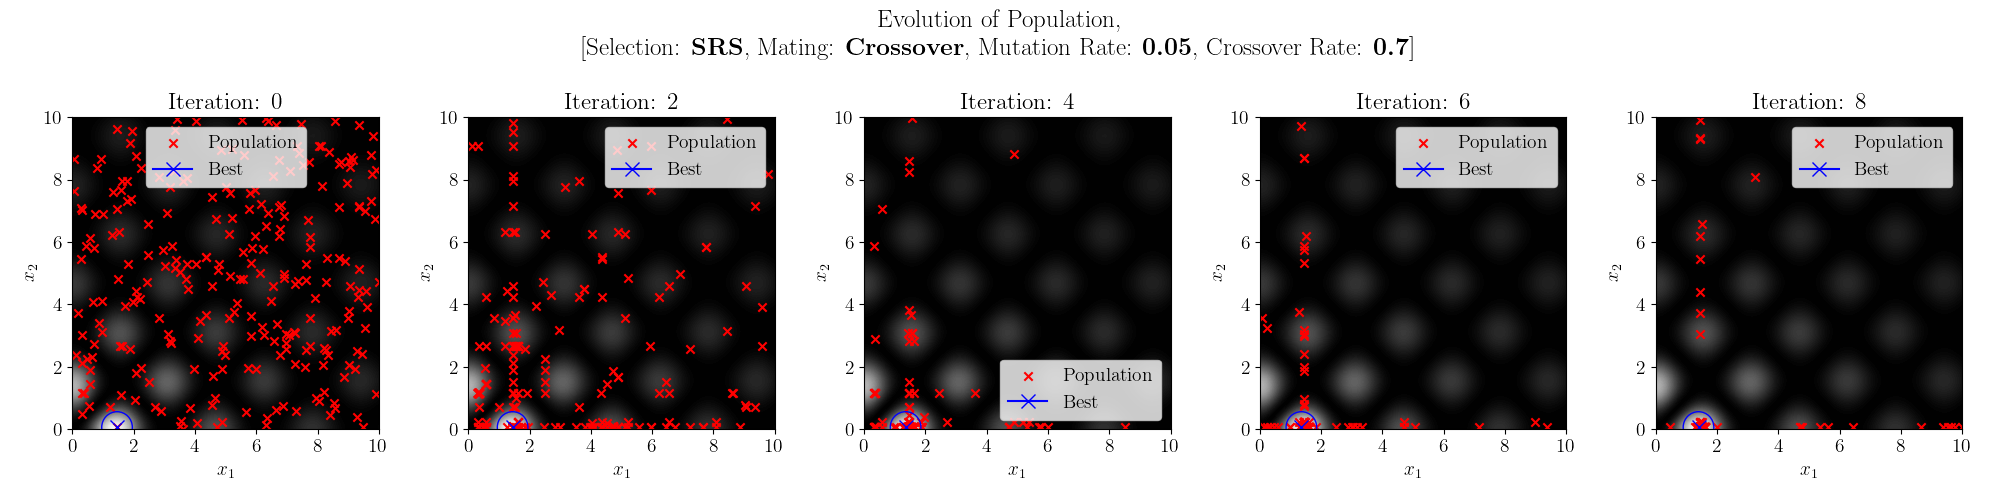 Evolution of Population,
[Selection: SRS, Mating: Crossover, Mutation Rate: 0.05, Crossover Rate: 0.7]
Iteration: 0
10
8
6
4
2
0
x2
Population
Best
0 2 4 6 8 10
x1
Iteration: 2
10
8
6
4
2
0
x2
Population
Best
0 2 4 6 8 10
x1
Iteration: 4
10
8
6
4
2
0
x2
Population
Best
0 2 4 6 8 10
x1
Iteration: 6
10
8
6
4
2
0
x2
Population
Best
0 2 4 6 8 10
x1
Iteration: 8
10
8
6
4
2
0
x2
Population
Best
0 2 4 6 8 10
x1